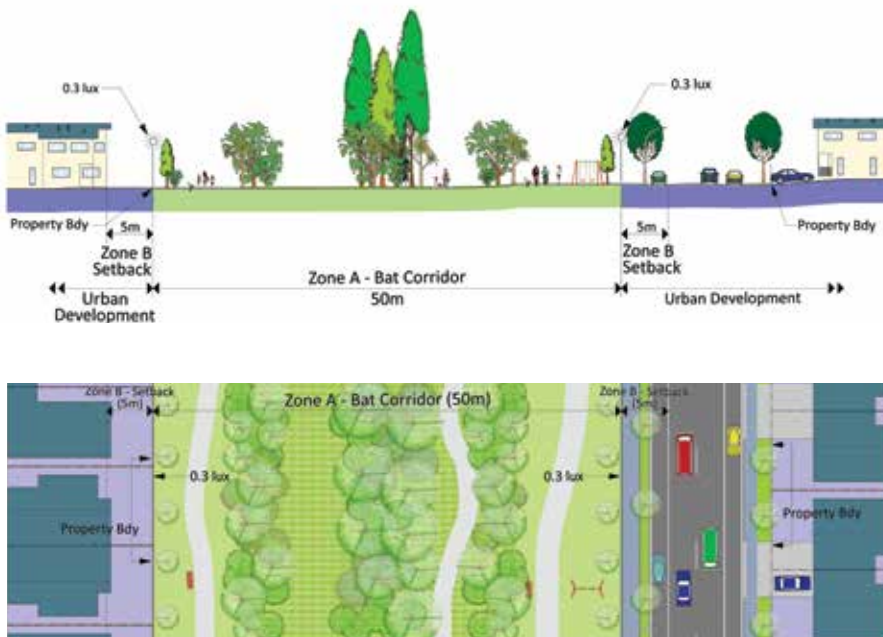 0.3 lux
0.3 lux
Property Bdy
5m
Zone B
Setback
Urban
Development
Zone A - Bat Corridor
50m
5m
Zone B
Setback
Property Bdy
Urban Development
Zone B - Setback
(5m)
Zone A - Bat Corridor (50m)
Zone B - Setback
(5m)
0.3 lux
0.3 lux
Property Bdy
Property Bdy